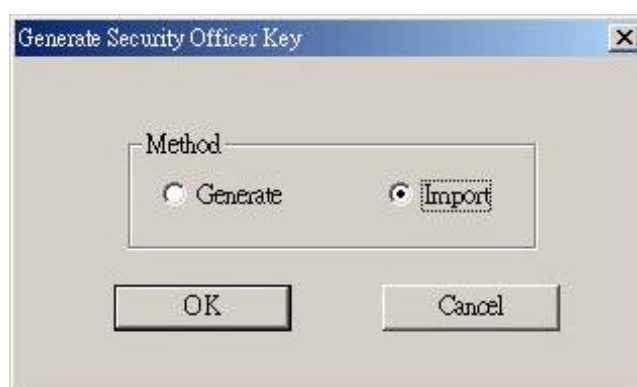 Generate Security Officer Key
Method
Generate Import
OK Cancel